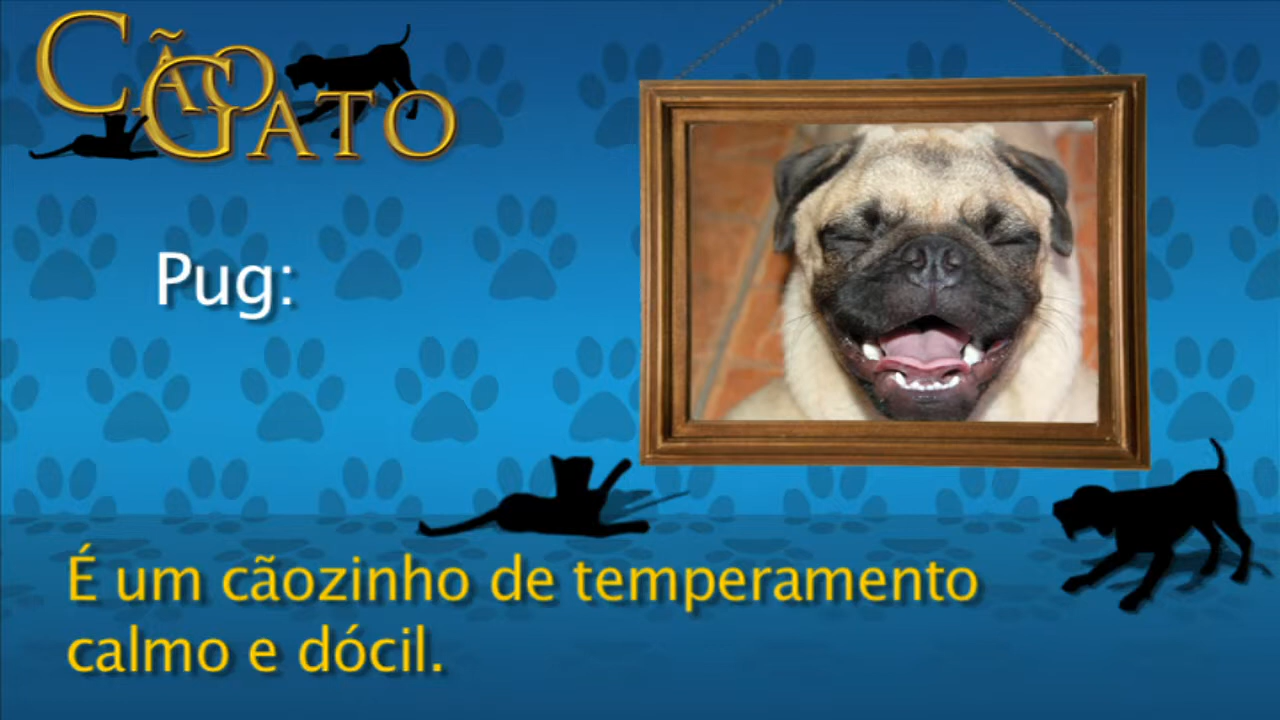 CÃO
GATO
Pug:
É um cãozinho de temperamento
calmo e dócil.